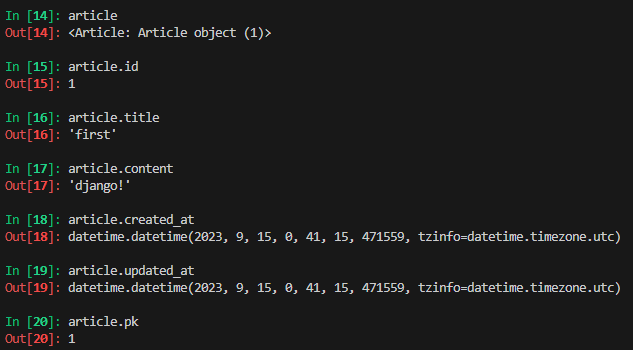 In [14]: article
Out[14]: <Article: Article object (1)>
In [15]: article.id
Out[15]: 1
In [16]: article.title
Out[16]: 'first'
In [17]: article.content
Out[17]: 'django!'
In [18]: article.created_at
Out[18]: datetime.datetime(2023, 9, 15, 0, 41, 15, 471559, tzinfo=datetime.timezone.utc)
In [19]: article.updated_at
Out[19]: datetime.datetime(2023, 9, 15, 0, 41, 15, 471559, tzinfo=datetime.timezone.utc)
In [20]: article.pk
Out[20]: 1